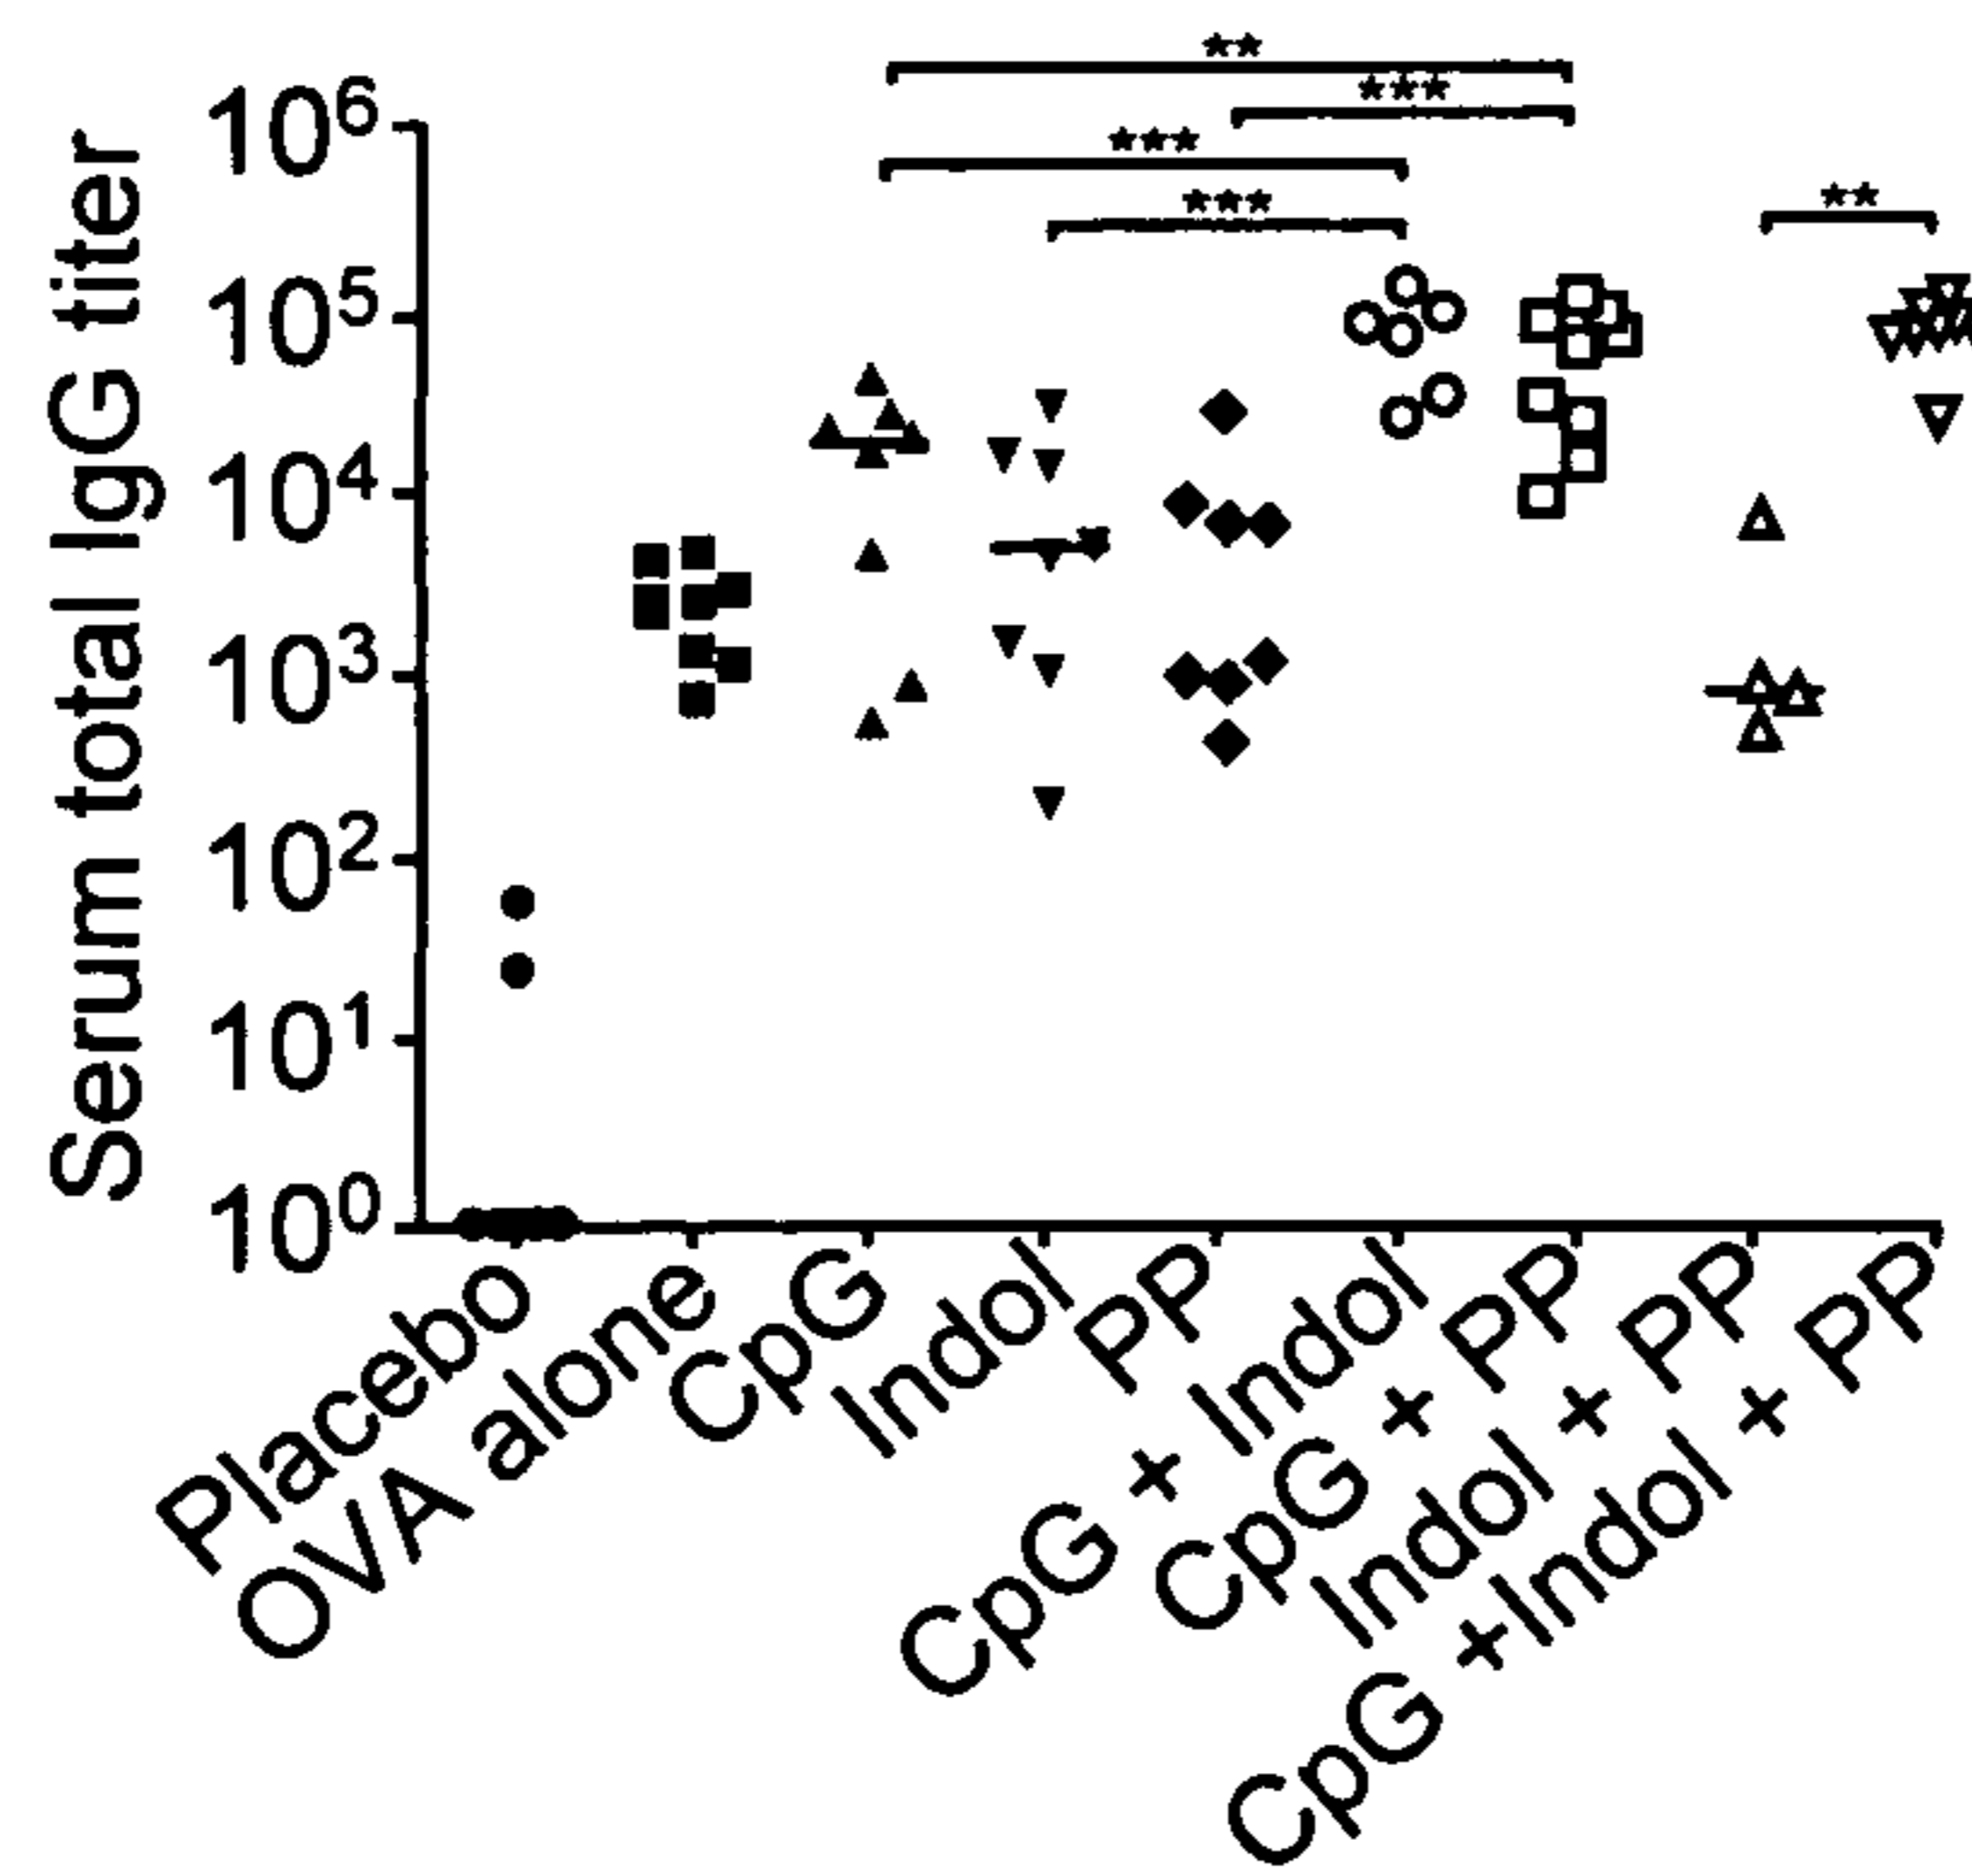 **
***
***
***
**
Serum total IgG titer
10⁶
10⁵
10⁴
10³
10²
10¹
10⁰
Placebo
OVA alone
CpG
Indol
PP
CpG + Indol
CpG + PP
Indol + PP
CpG +Indol + PP